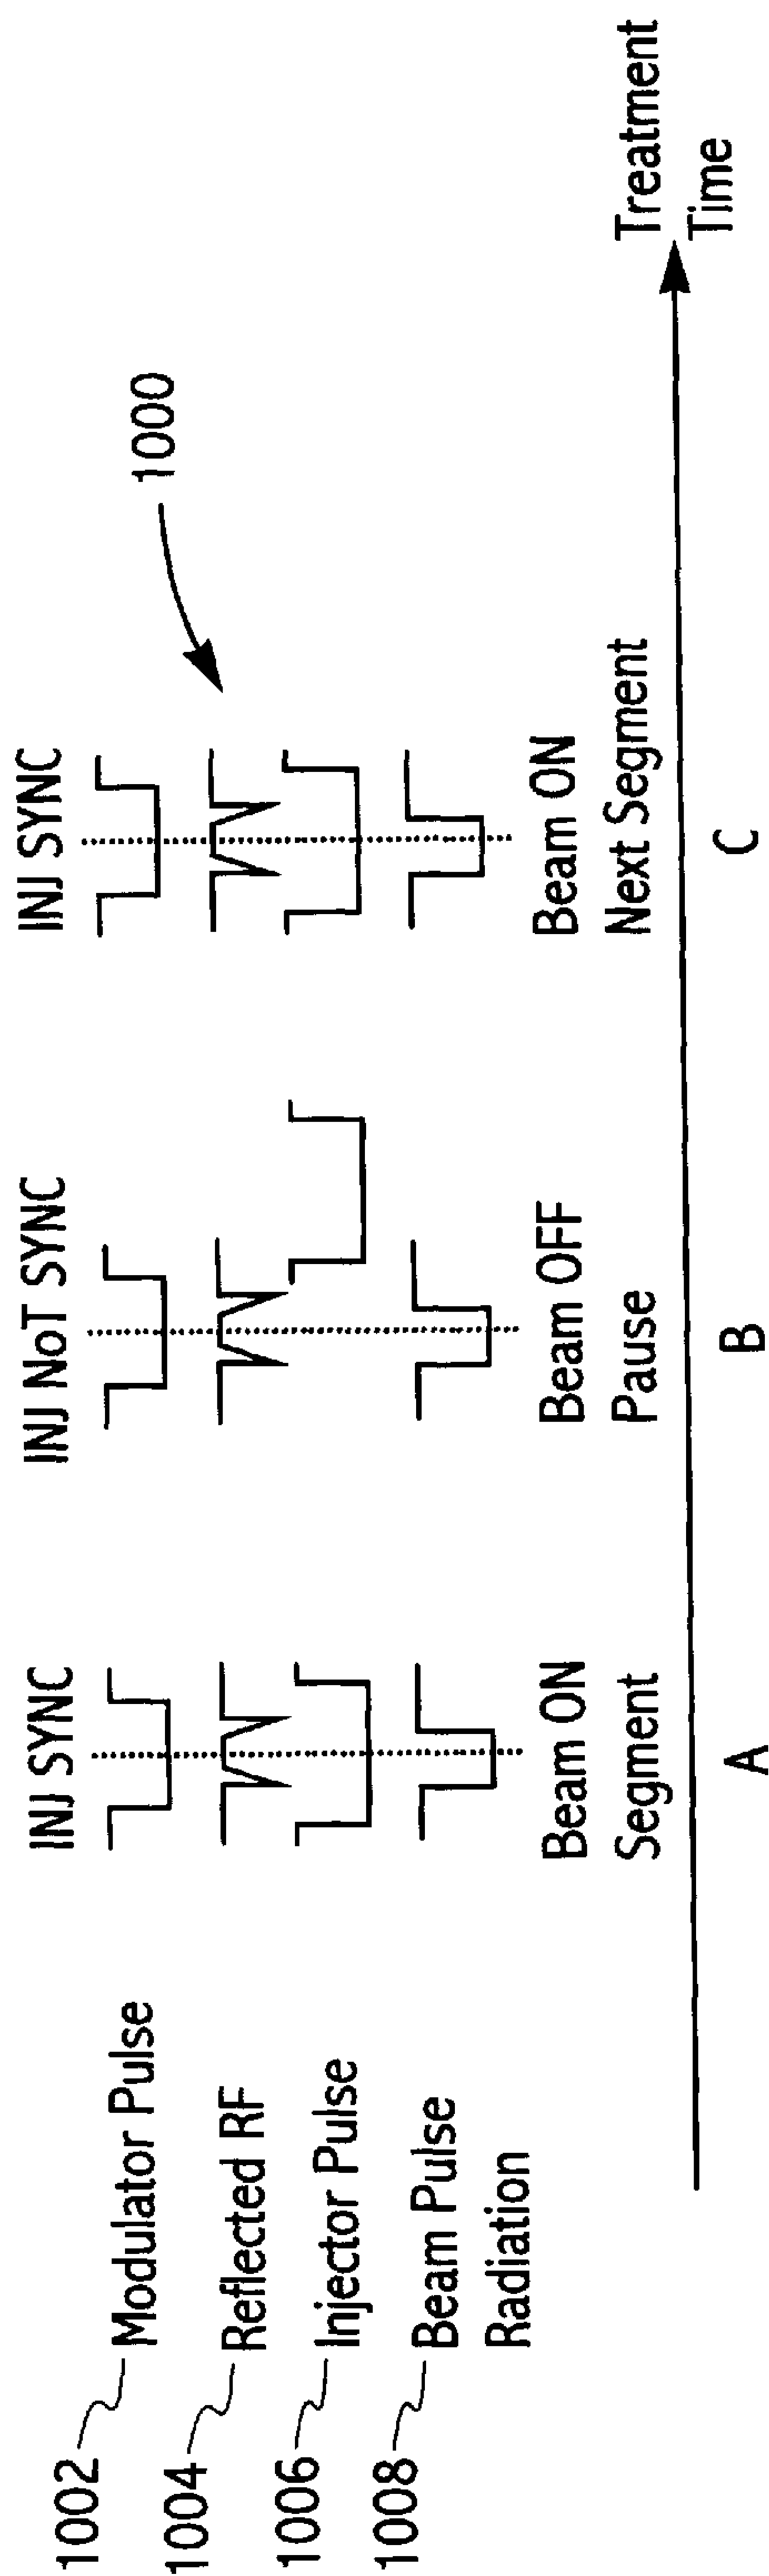 INJ SYNC
INJ NoT SYNC
INJ SYNC
1000
1002
Modulator Pulse
1004
Reflected RF
1006
Injector Pulse
1008
Beam Pulse
Radiation
Beam ON
Segment
Beam OFF
Pause
Beam ON
Next Segment
Treatment
Time
A
B
C